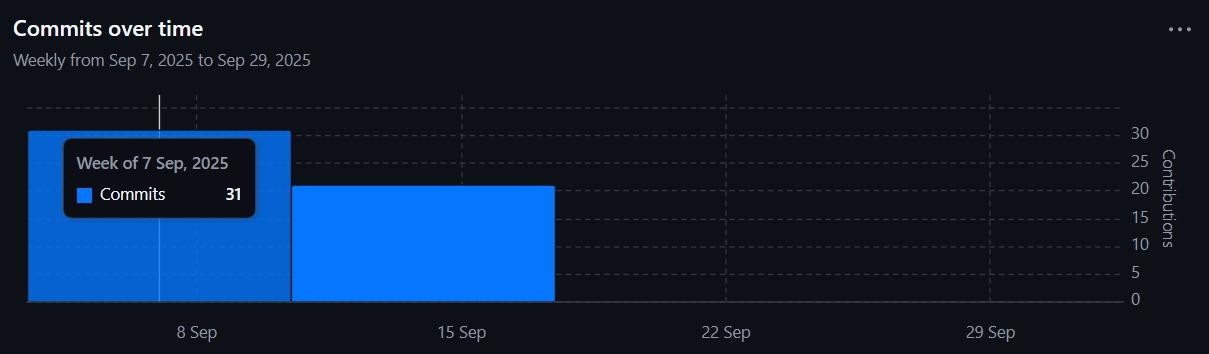 Commits over time
Weekly from Sep 7, 2025 to Sep 29, 2025
Week of 7 Sep, 2025
Commits 31
30
25
20
15
10
5
0
Contributions
8 Sep 15 Sep 22 Sep 29 Sep